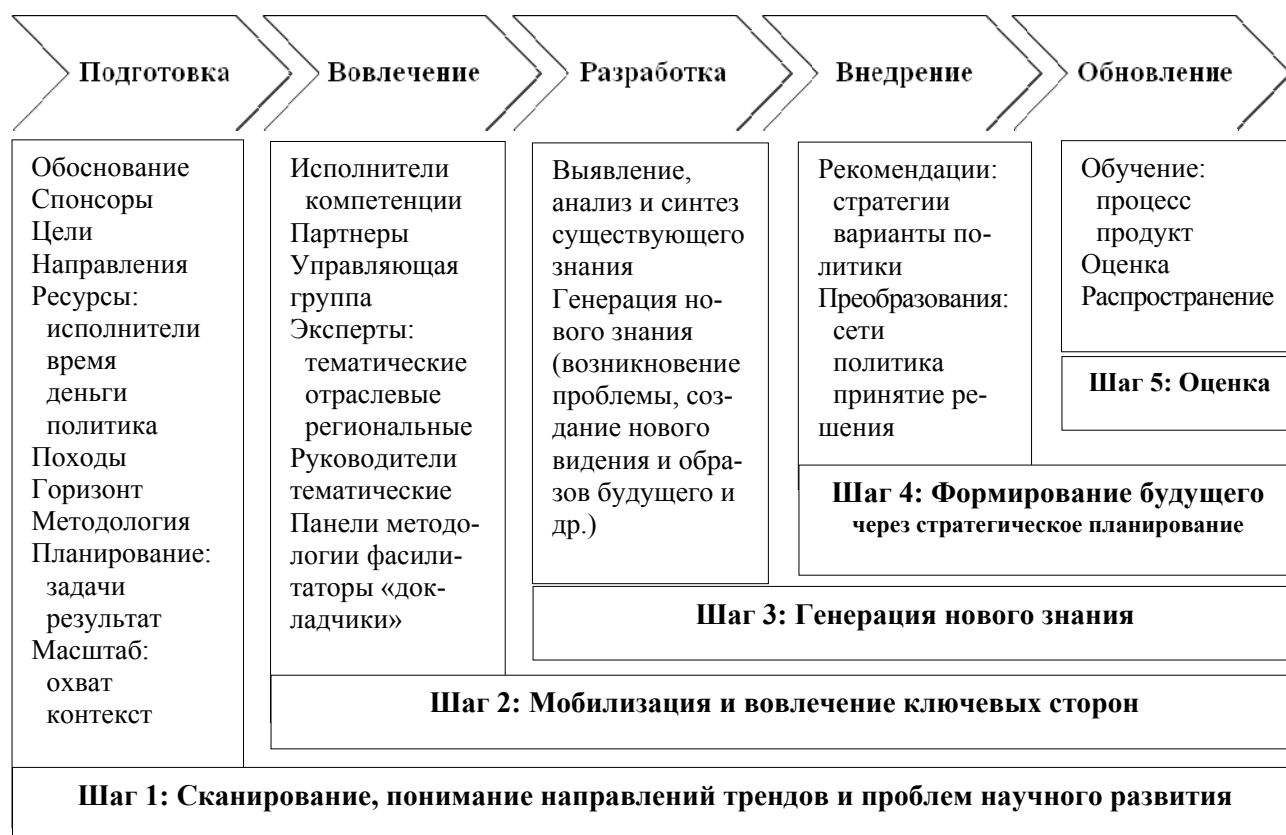 Подготовка
Вовлечение
Разработка
Внедрение
Обновление
Обоснование
Спонсоры
Цели
Направления
Ресурсы:
исполнители
время
деньги
политика
Походы
Горизонт
Методология
Планирование:
задачи
результат
Масштаб:
охват
контекст
Исполнители
компетенции
Партнеры
Управляющая
группа
Эксперты:
тематические
отраслевые
региональные
Руководители
тематические
Панели методо-
логии фасили-
таторы «док-
ладчики»
Выявление,
анализ и синтез
существующего
знания
Генерация но-
вого знания
(возникновение
проблемы, соз-
дание нового
видения и обра-
зов будущего и
др.)
Рекомендации:
стратегии
варианты по-
литики
Преобразования:
сети
политика
принятие ре-
шения
Обучение:
процесс
продукт
Оценка
Распространение
Шаг 5: Оценка
Шаг 4: Формирование будущего
через стратегическое планирование
Шаг 3: Генерация нового знания
Шаг 2: Мобилизация и вовлечение ключевых сторон
Шаг 1: Сканирование, понимание направлений трендов и проблем научного развития